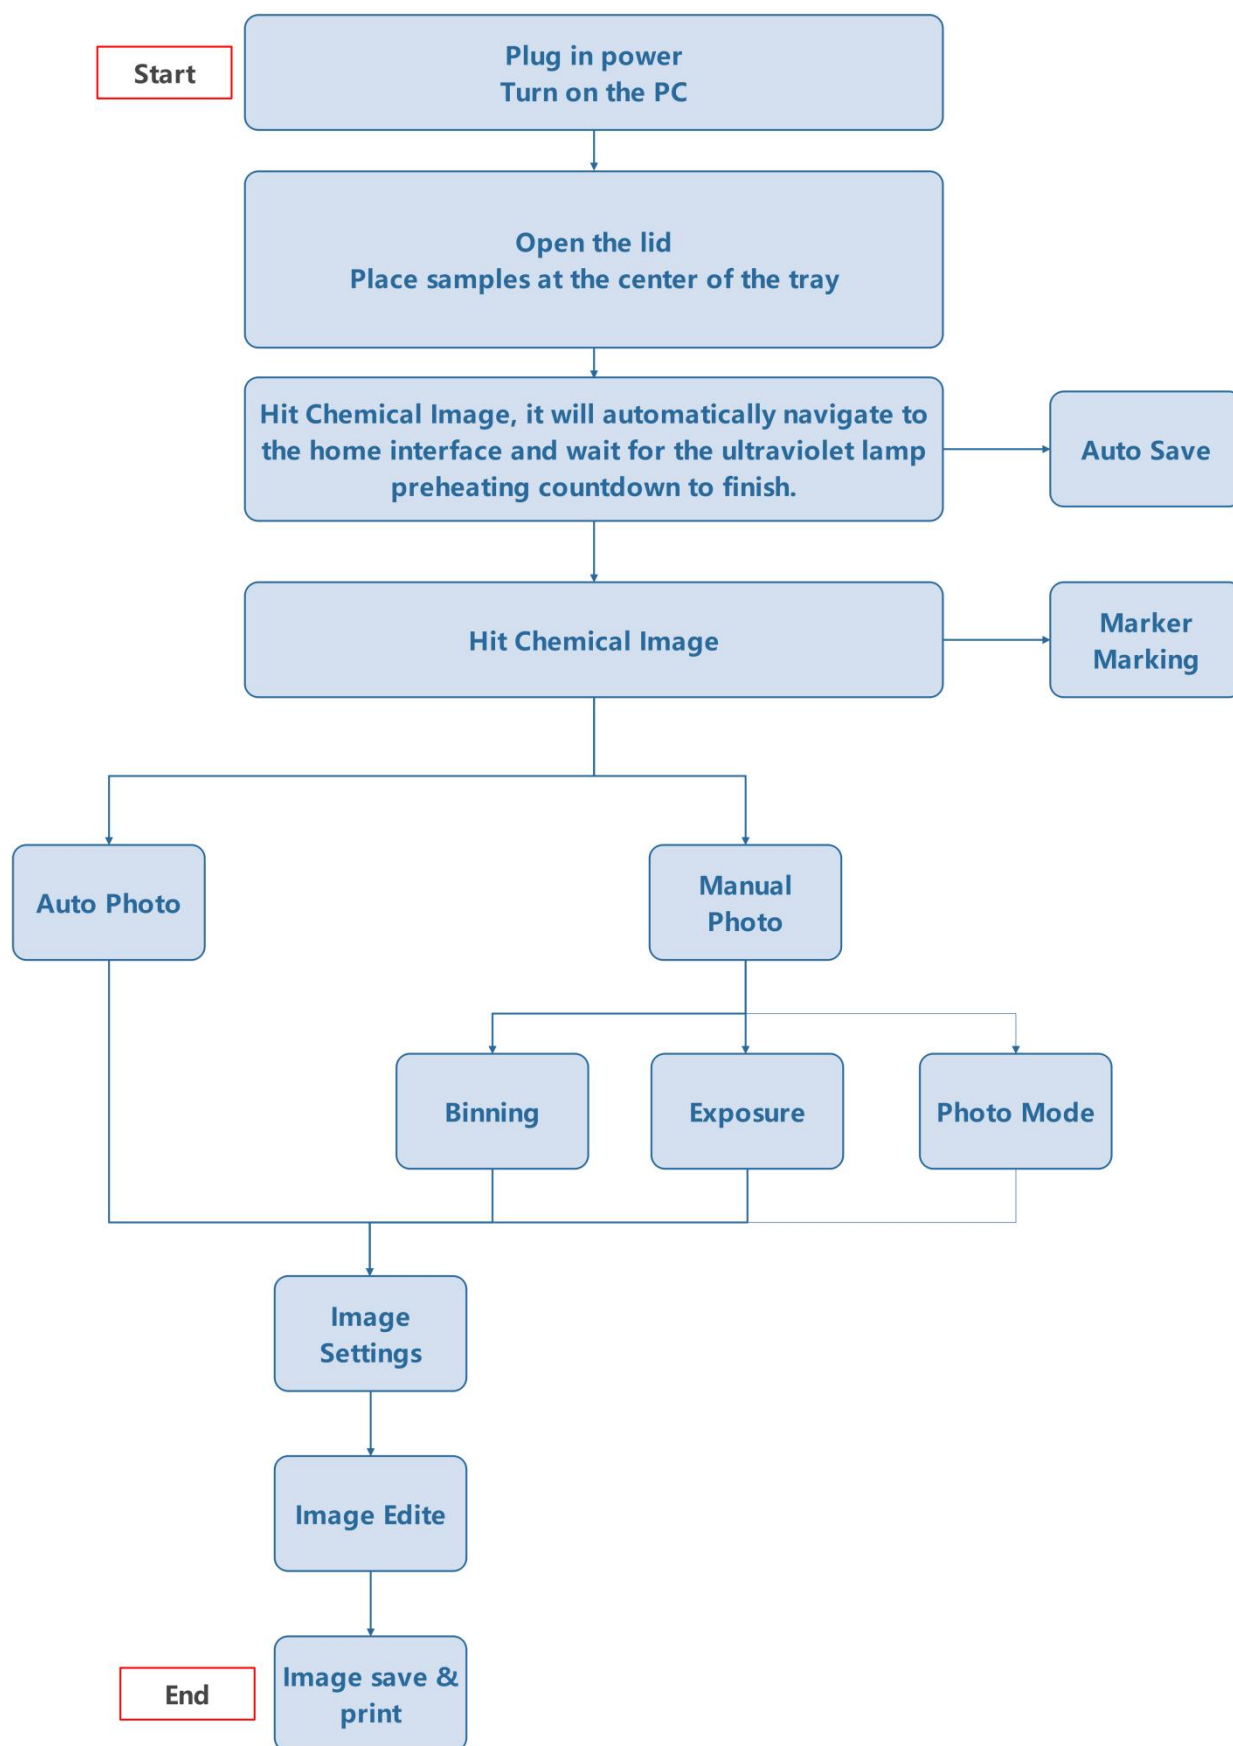 Start
Plug in power
Turn on the PC
Open the lid
Place samples at the center of the tray
Hit Chemical Image, it will automatically navigate to
the home interface and wait for the ultraviolet lamp
preheating countdown to finish.
Auto Save
Hit Chemical Image
Marker
Marking
Auto Photo
Manual
Photo
Binning
Exposure
Photo Mode
Image
Settings
Image Edite
End
Image save &
print